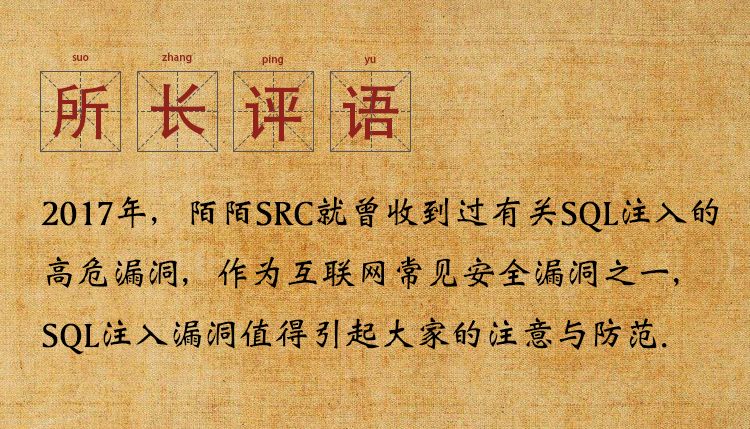 suo zhang ping yu
所长评语
2017年，陌陌SRC就曾收到过有关SQL注入的
高危漏洞，作为互联网常见安全漏洞之一，
SQL注入漏洞值得引起大家的注意与防范.